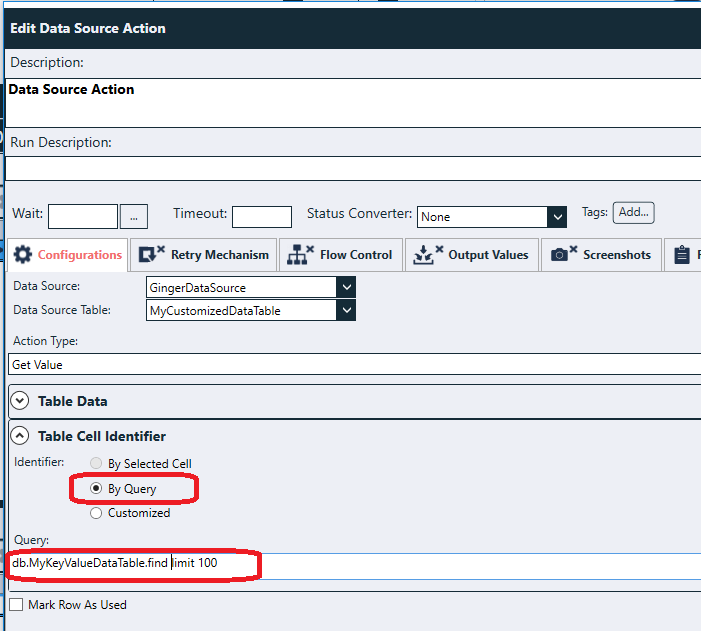 Edit Data Source Action
Description:
Data Source Action
Run Description:
Wait: ... Timeout: Status Converter: None Tags: Add...
Configurations Retry Mechanism Flow Control Output Values Screenshots
Data Source: GingerDataSource
Data Source Table: MyCustomizedDataTable
Action Type:
Get Value
Table Data
Table Cell Identifier
Identifier: By Selected Cell
By Query
Customized
Query:
db.MyKeyValueDataTable.find limit 100
Mark Row As Used